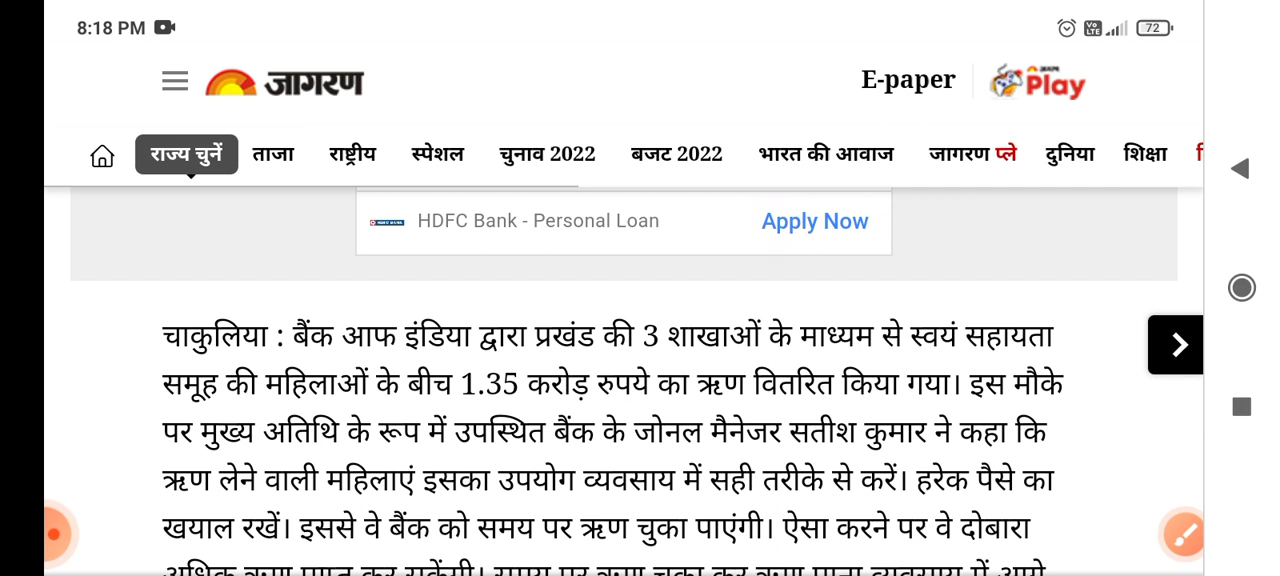 8:18 PM 72
जागरण E-paper Play
राज्य चुनें ताजा राष्ट्रीय स्पेशल चुनाव 2022 बजट 2022 भारत की आवाज जागरण प्ले दुनिया शिक्षा
HDFC Bank - Personal Loan Apply Now
चाकुलिया : बैंक आफ इंडिया द्वारा प्रखंड की 3 शाखाओं के माध्यम से स्वयं सहायता
समूह की महिलाओं के बीच 1.35 करोड़ रुपये का ऋण वितरित किया गया। इस मौके
पर मुख्य अतिथि के रूप में उपस्थित बैंक के जोनल मैनेजर सतीश कुमार ने कहा कि
ऋण लेने वाली महिलाएं इसका उपयोग व्यवसाय में सही तरीके से करें। हरेक पैसे का
खयाल रखें। इससे वे बैंक को समय पर ऋण चुका पाएंगी। ऐसा करने पर वे दोबारा